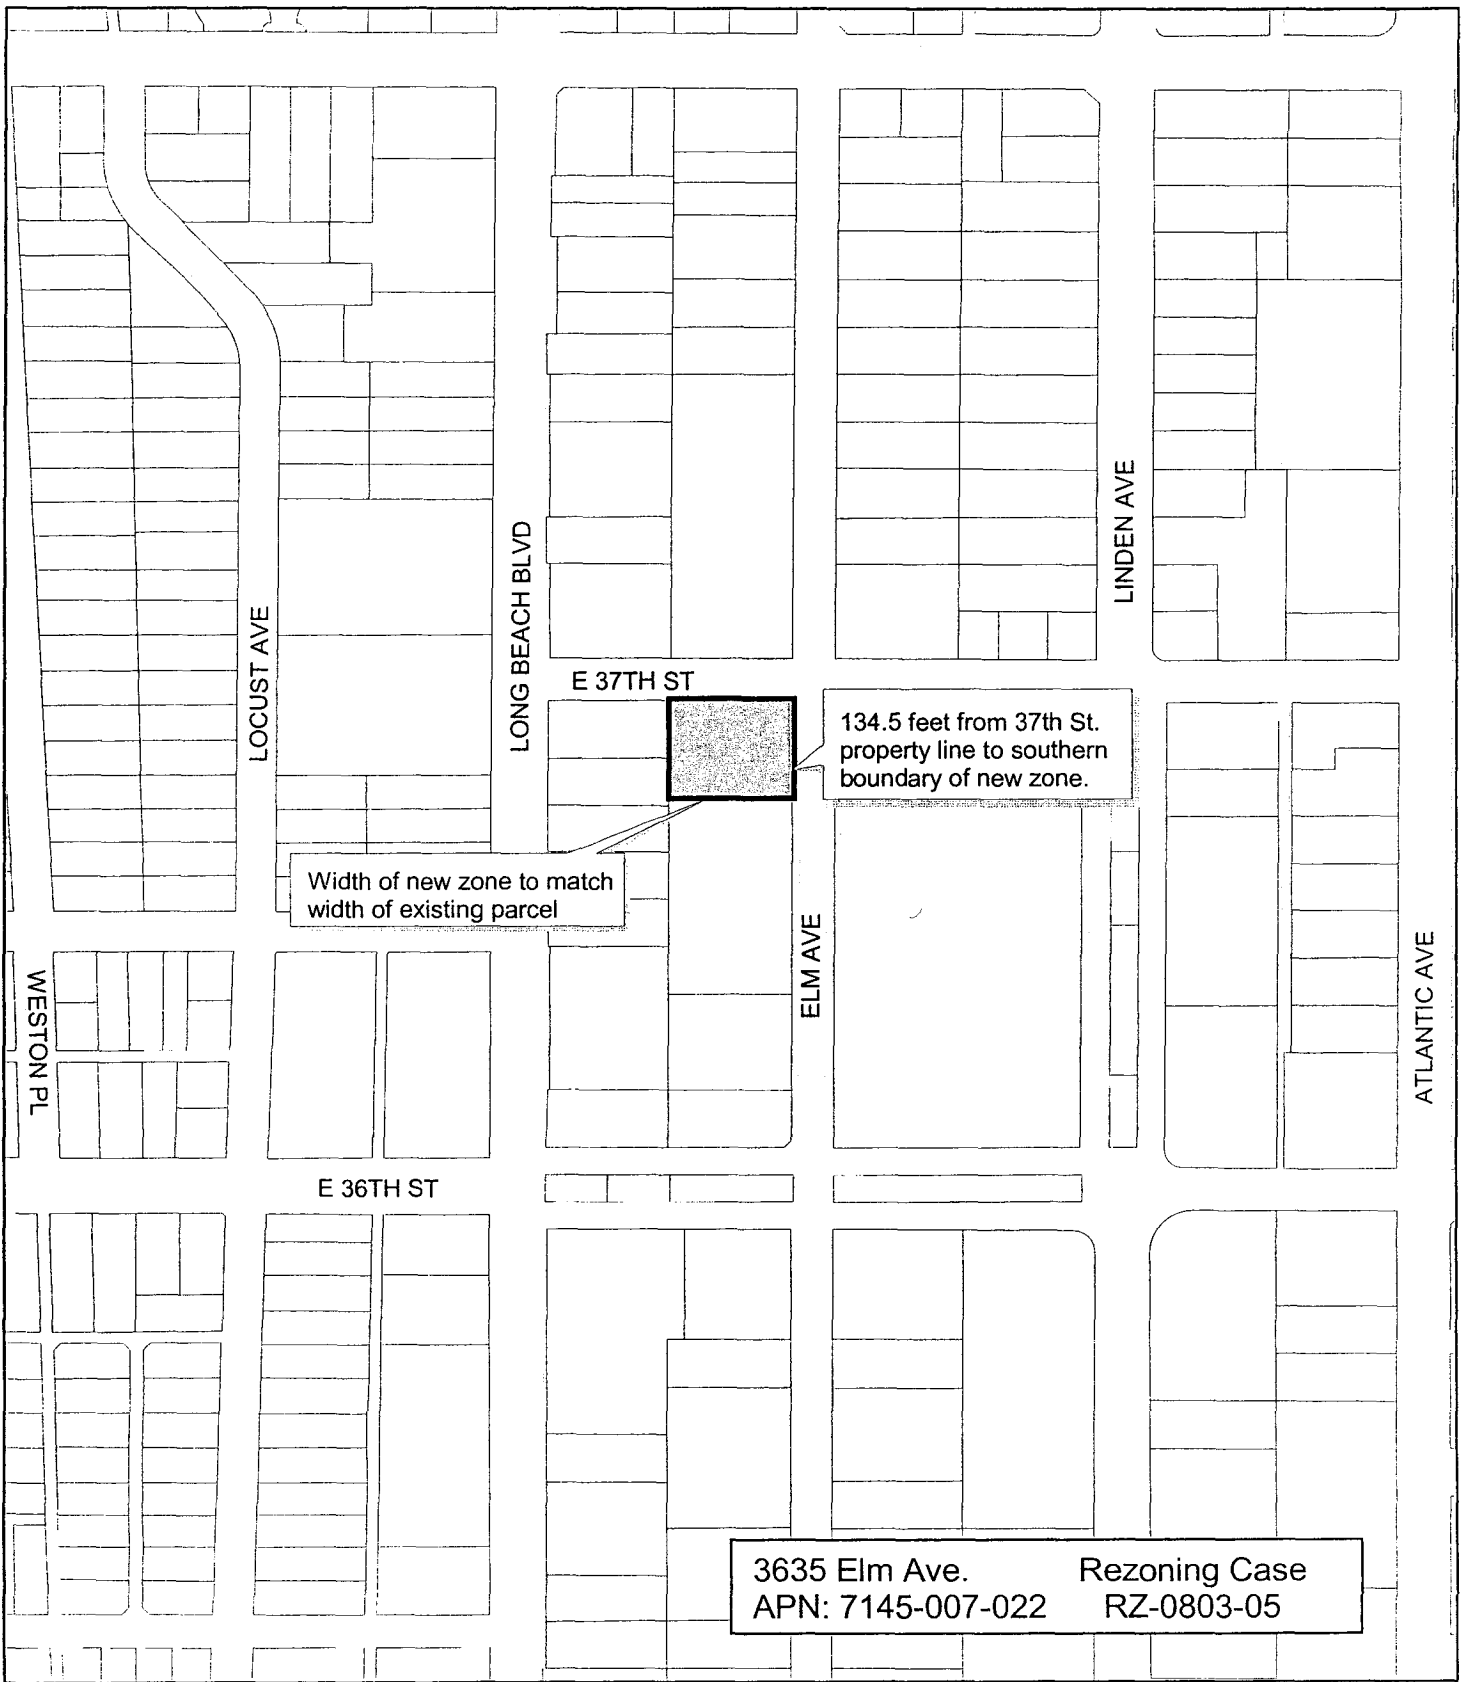 LINDEN AVE
LONG BEACH BLVD
LOCUST AVE
E 37TH ST
134.5 feet from 37th St.
property line to southern
boundary of new zone.
Width of new zone to match
width of existing parcel
ELM AVE
ATLANTIC AVE
WESTON PL
E 36TH ST
3635 Elm Ave. Rezoning Case
APN: 7145-007-022 RZ-0803-05